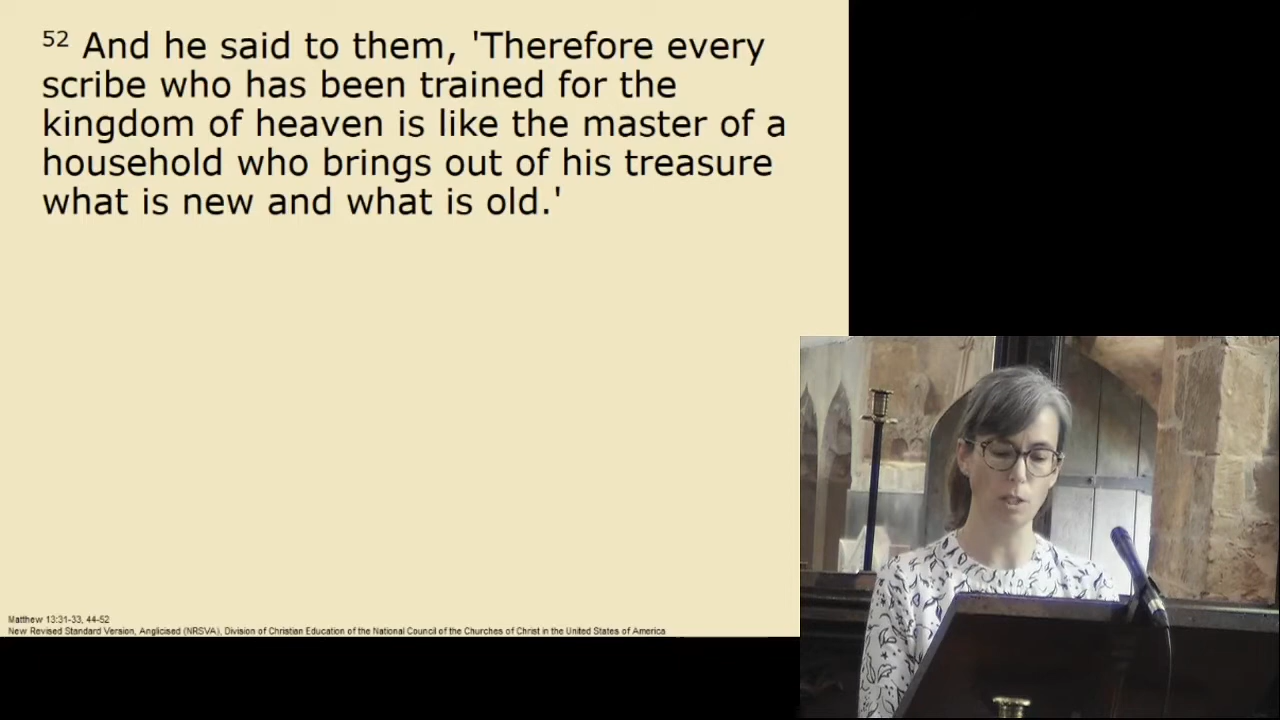 52 And he said to them, 'Therefore every
scribe who has been trained for the
kingdom of heaven is like the master of a
household who brings out of his treasure
what is new and what is old.'
Matthew 13:31-33, 44-52
New Revised Standard Version, Anglicised (NRSVA), Division of Christian Education of the National Council of the Churches of Christ in the United States of America